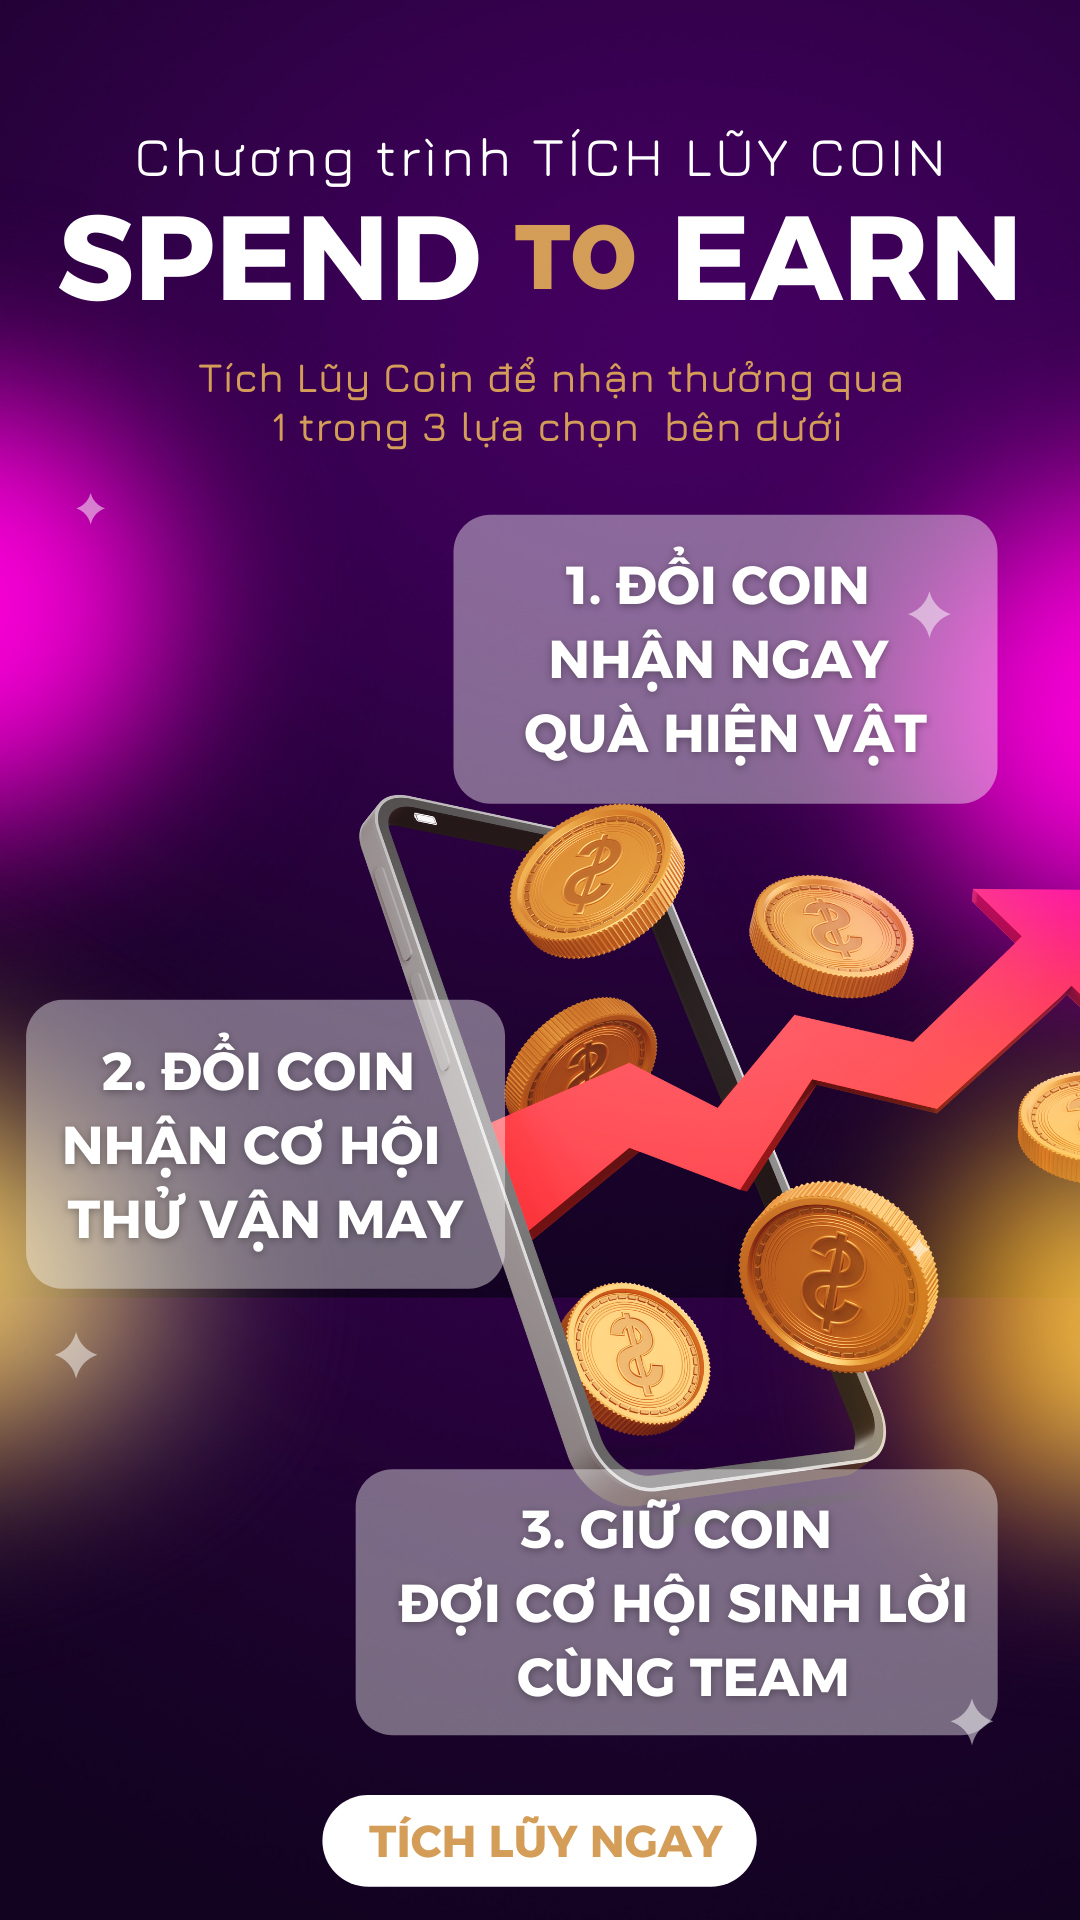 Chương trình TÍCH LŨY COIN
SPEND TO EARN
Tích Lũy Coin để nhận thưởng qua
1 trong 3 lựa chọn bên dưới
1. ĐỔI COIN
NHẬN NGAY
QUÀ HIỆN VẬT
2. ĐỔI COIN
NHẬN CƠ HỘI
THỬ VẬN MAY
3. GIỮ COIN
ĐỢI CƠ HỘI SINH LỜI
CÙNG TEAM
TÍCH LŨY NGAY